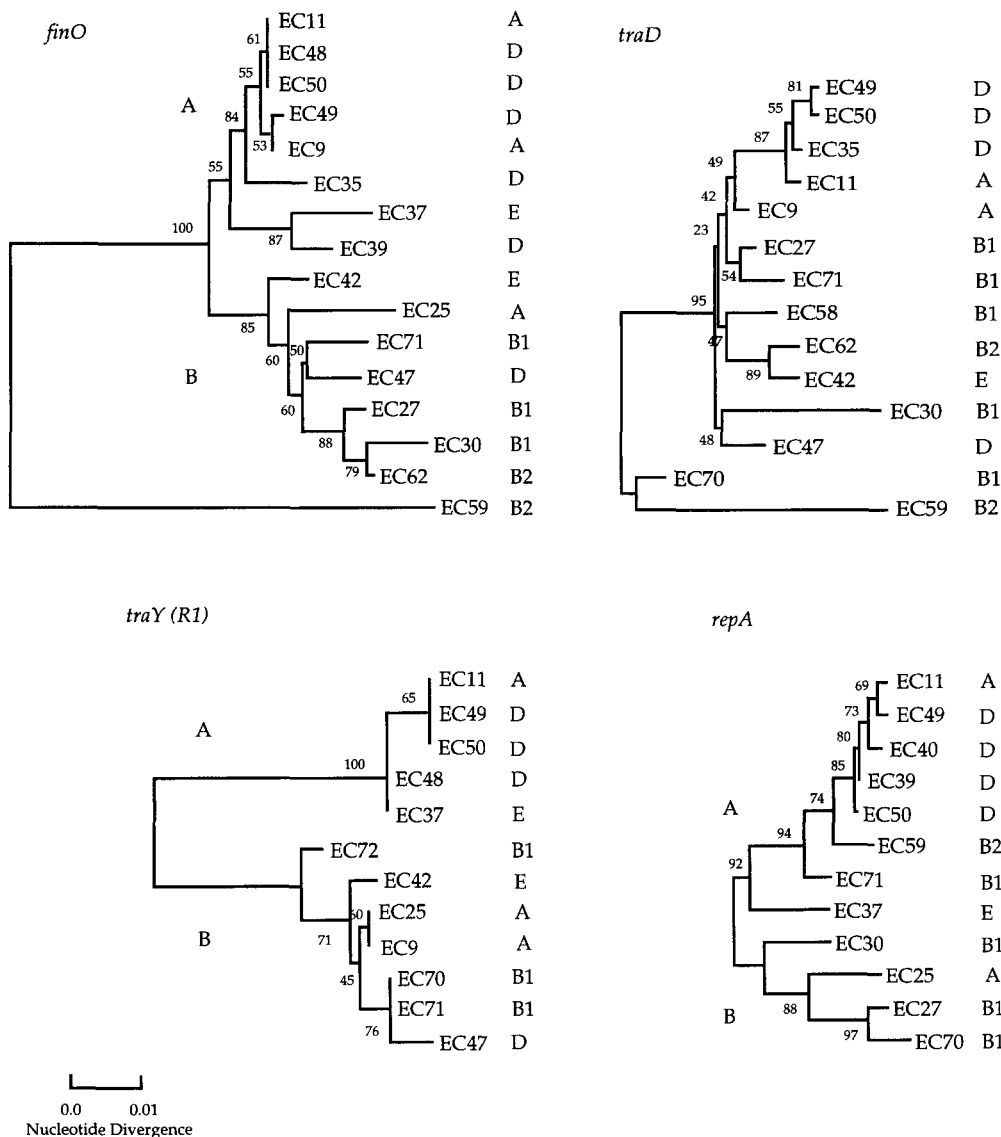 finO
EC11 A
61
EC48 D
55
EC50 D
A
EC49 D
84
53
EC9 A
55
EC35 D
EC37 E
100
87
EC39 D
EC42 E
EC25 A
85
EC71 B1
50
60
EC47 D
B
EC27 B1
60
88
EC30 B1
79
EC62 B2
EC59 B2
traD
81
EC49 D
55
EC50 D
87
EC35 D
49
EC11 A
42
EC9 A
23
EC27 B1
54
EC71 B1
95
EC58 B1
47
EC62 B2
89
EC42 E
EC30 B1
48
EC47 D
EC70 B1
EC59 B2
traY (R1)
EC11 A
65
EC49 D
A
EC50 D
100
EC48 D
EC37 E
EC72 B1
EC42 E
60
EC25 A
71
B
EC9 A
45
EC70 B1
EC71 B1
76
EC47 D
repA
69
EC11 A
73
EC49 D
80
EC40 D
85
EC39 D
74
A
EC50 D
94
EC59 B2
92
EC71 B1
EC37 E
EC30 B1
EC25 A
B
88
EC27 B1
97
EC70 B1
0.0 0.01
Nucleotide Divergence